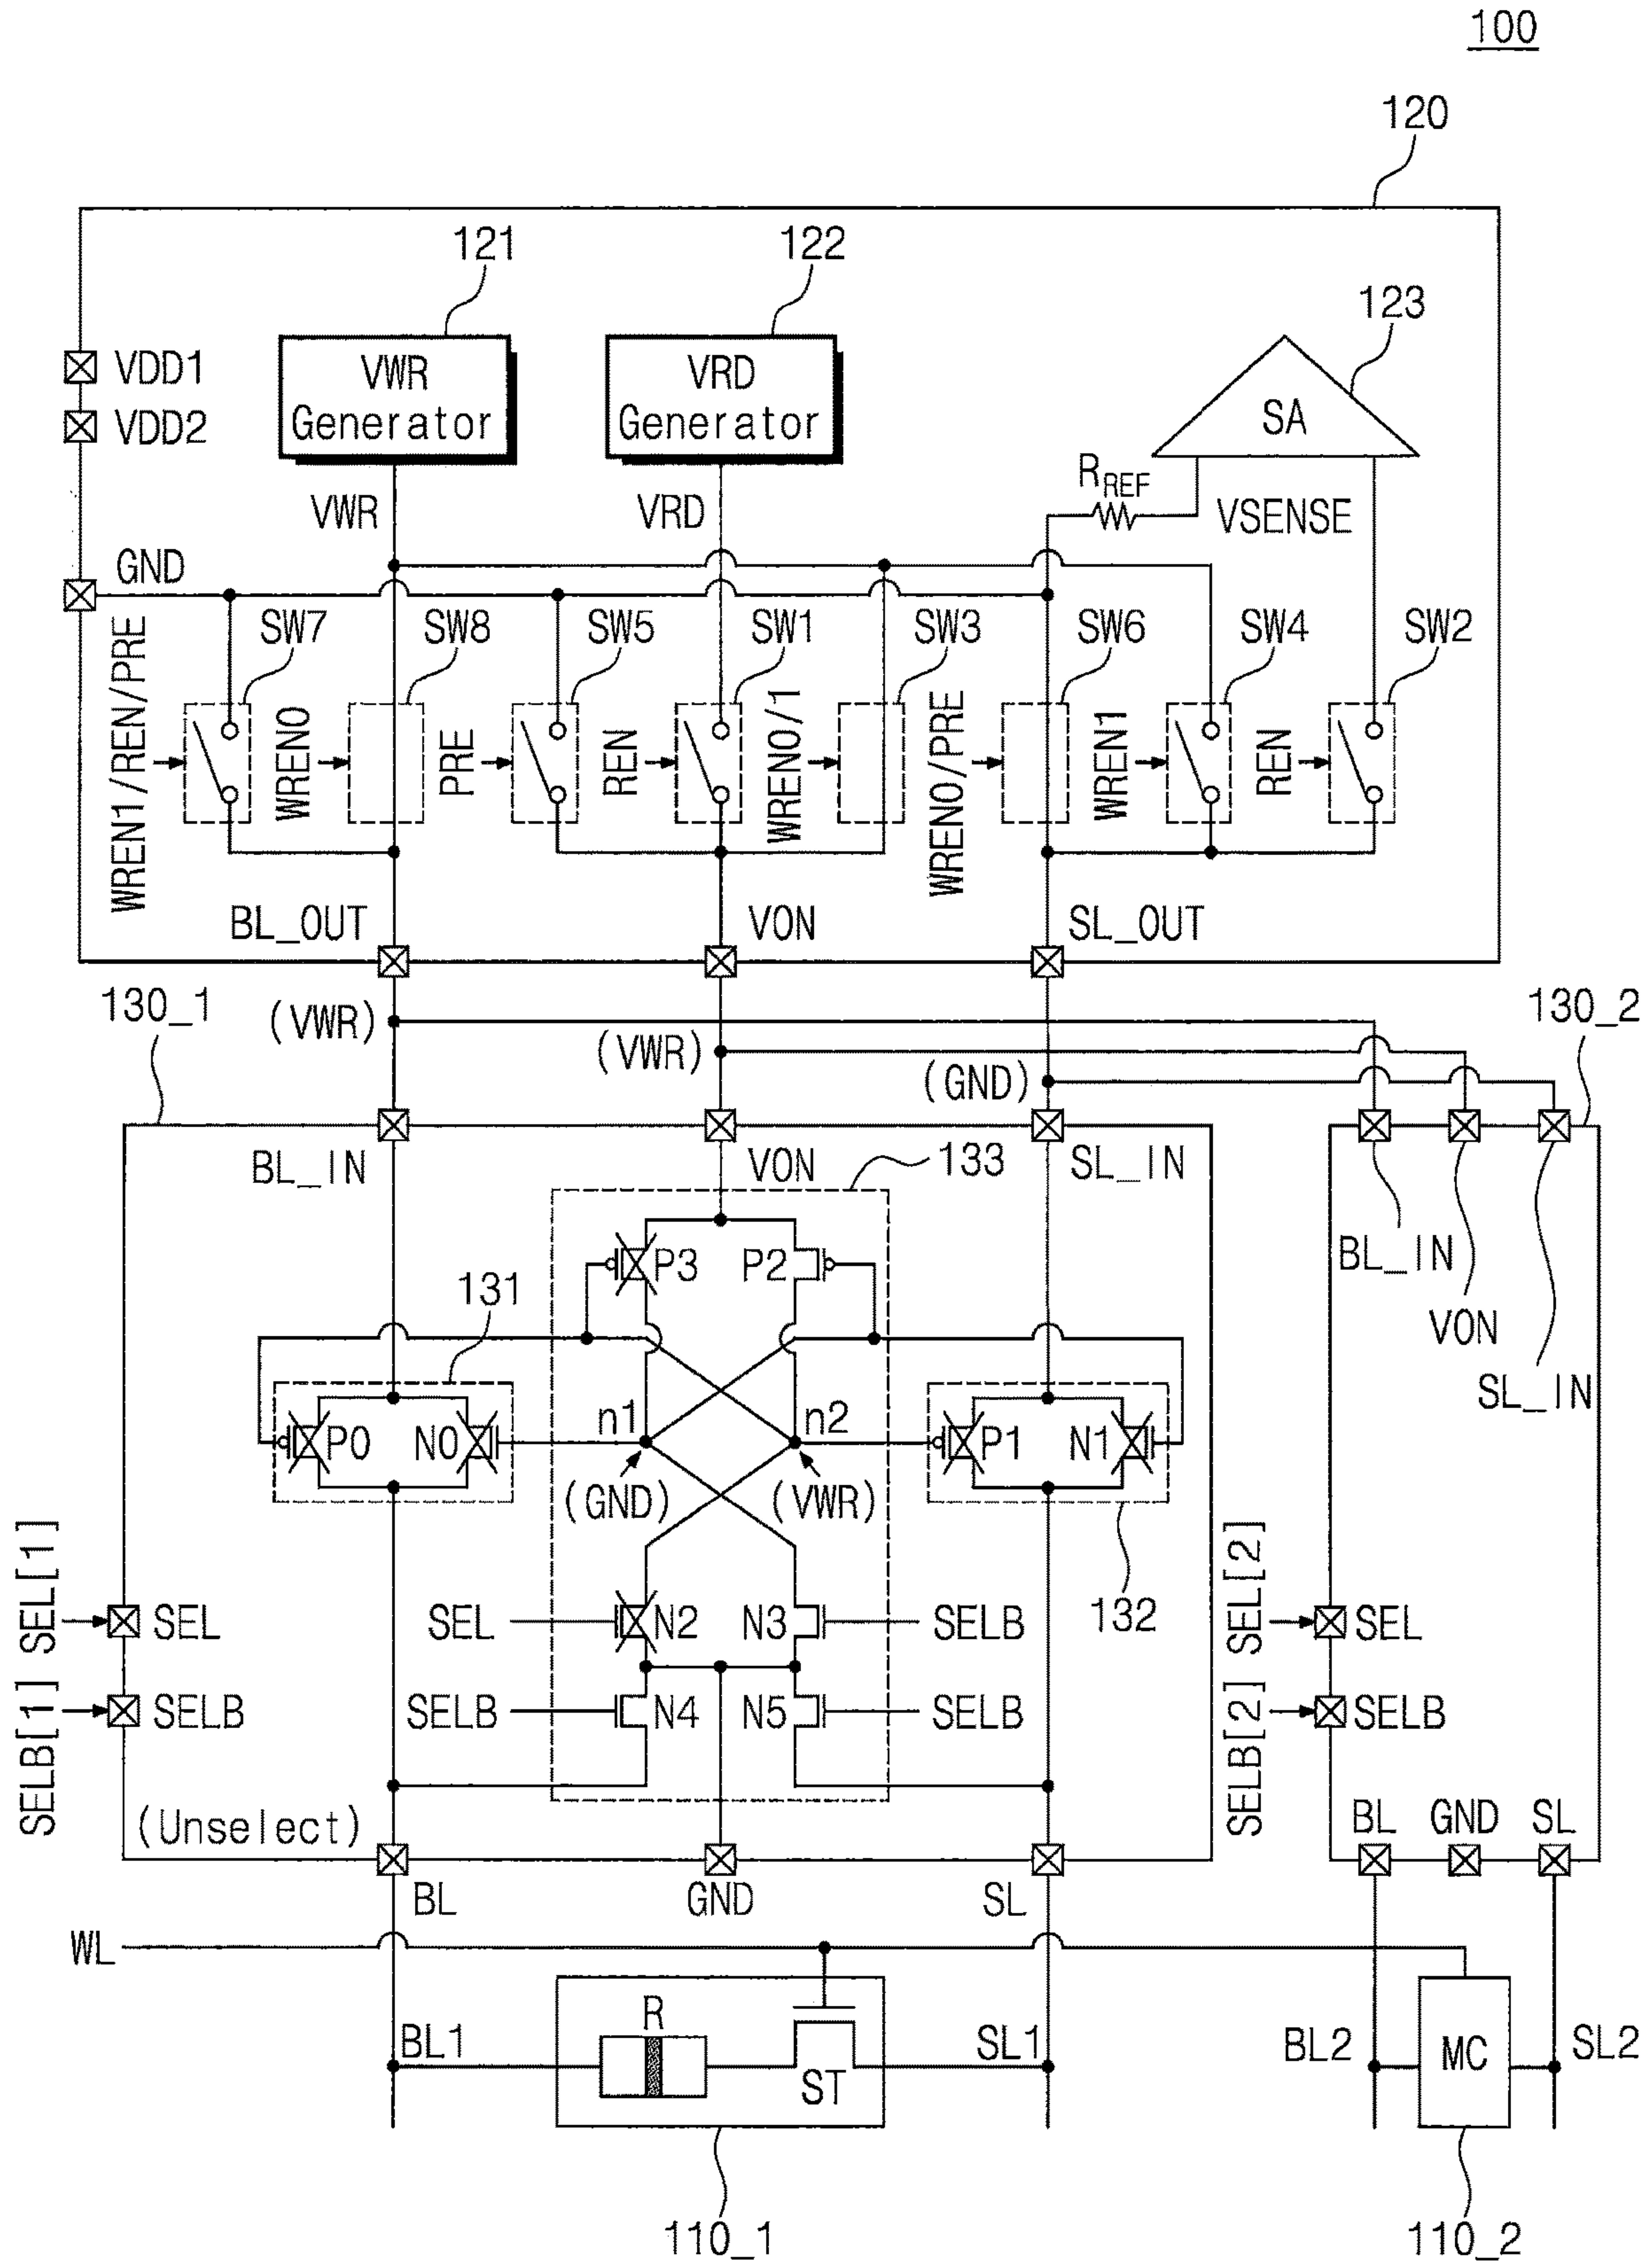 100
120
121
122
123
VDD1
VDD2
VWR
Generator
VRD
Generator
SA
VWR
VRD
RREF
VSENSE
GND
SW7
SW8
SW5
SW1
SW3
SW6
SW4
SW2
WREN1/REN/PRE
WREN0
PRE
REN
WREN0/1
WREN0/PRE
WREN1
REN
BL_OUT
VON
SL_OUT
130_1
(VWR)
(VWR)
(GND)
130_2
BL_IN
VON
133
SL_IN
BL_IN
VON
SL_IN
131
P3
P2
P0
N0
n1
n2
P1
N1
(GND)
(VWR)
132
SEL[1]
SEL
SEL
N2
N3
SELB
SEL[2]
SEL
SELB[1]
SELB
SELB
N4
N5
SELB
SELB[2]
SELB
(Unselect)
BL
GND
SL
BL
GND
SL
WL
BL1
R
ST
SL1
BL2
MC
SL2
110_1
110_2